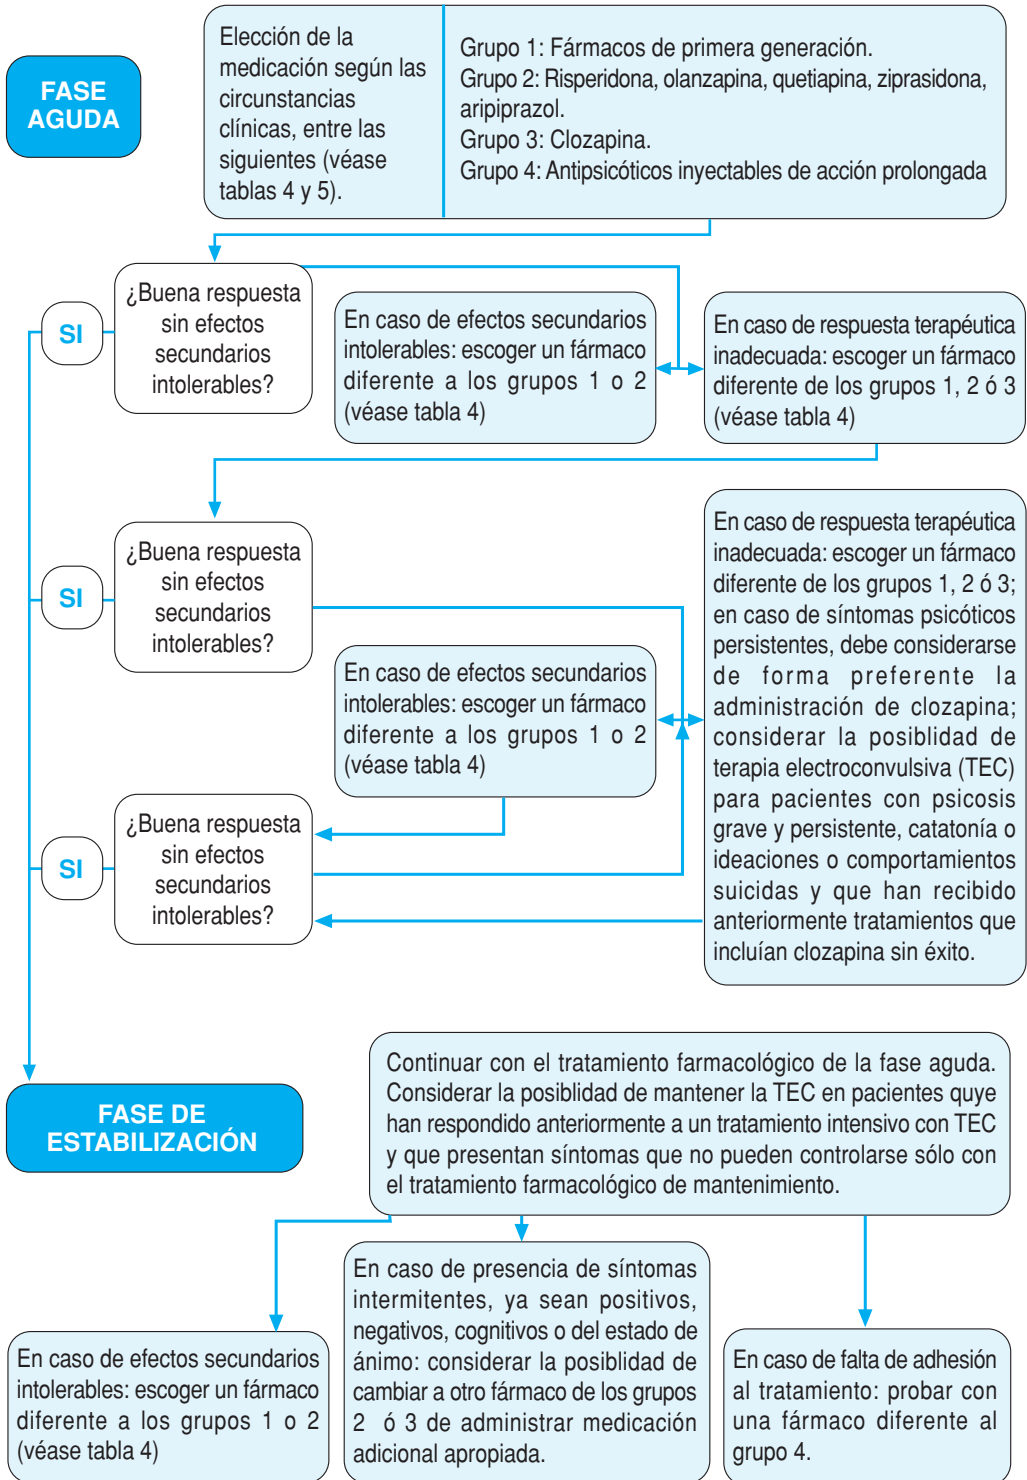 FASE
AGUDA
Elección de la
medicación según las
circunstancias
clínicas, entre las
siguientes (véase
tablas 4 y 5).
Grupo 1: Fármacos de primera generación.
Grupo 2: Risperidona, olanzapina, quetiapina, ziprasidona,
aripiprazol.
Grupo 3: Clozapina.
Grupo 4: Antipsicóticos inyectables de acción prolongada
SI
¿Buena respuesta
sin efectos
secundarios
intolerables?
En caso de efectos secundarios
intolerables: escoger un fármaco
diferente a los grupos 1 o 2
(véase tabla 4)
En caso de respuesta terapéutica
inadecuada: escoger un fármaco
diferente de los grupos 1, 2 ó 3
(véase tabla 4)
SI
¿Buena respuesta
sin efectos
secundarios
intolerables?
En caso de efectos secundarios
intolerables: escoger un fármaco
diferente a los grupos 1 o 2
(véase tabla 4)
En caso de respuesta terapéutica
inadecuada: escoger un fármaco
diferente de los grupos 1, 2 ó 3;
en caso de síntomas psicóticos
persistentes, debe considerarse
de forma preferente la
administración de clozapina;
considerar la posiblidad de
terapia electroconvulsiva (TEC)
para pacientes con psicosis
grave y persistente, catatonía o
ideaciones o comportamientos
suicidas y que han recibido
anteriormente tratamientos que
incluían clozapina sin éxito.
SI
¿Buena respuesta
sin efectos
secundarios
intolerables?
FASE DE
ESTABILIZACIÓN
Continuar con el tratamiento farmacológico de la fase aguda.
Considerar la posiblidad de mantener la TEC en pacientes quye
han respondido anteriormente a un tratamiento intensivo con TEC
y que presentan síntomas que no pueden controlarse sólo con
el tratamiento farmacológico de mantenimiento.
En caso de efectos secundarios
intolerables: escoger un fármaco
diferente a los grupos 1 o 2
(véase tabla 4)
En caso de presencia de síntomas
intermitentes, ya sean positivos,
negativos, cognitivos o del estado de
ánimo: considerar la posiblidad de
cambiar a otro fármaco de los grupos
2 ó 3 de administrar medicación
adicional apropiada.
En caso de falta de adhesión
al tratamiento: probar con
una fármaco diferente al
grupo 4.